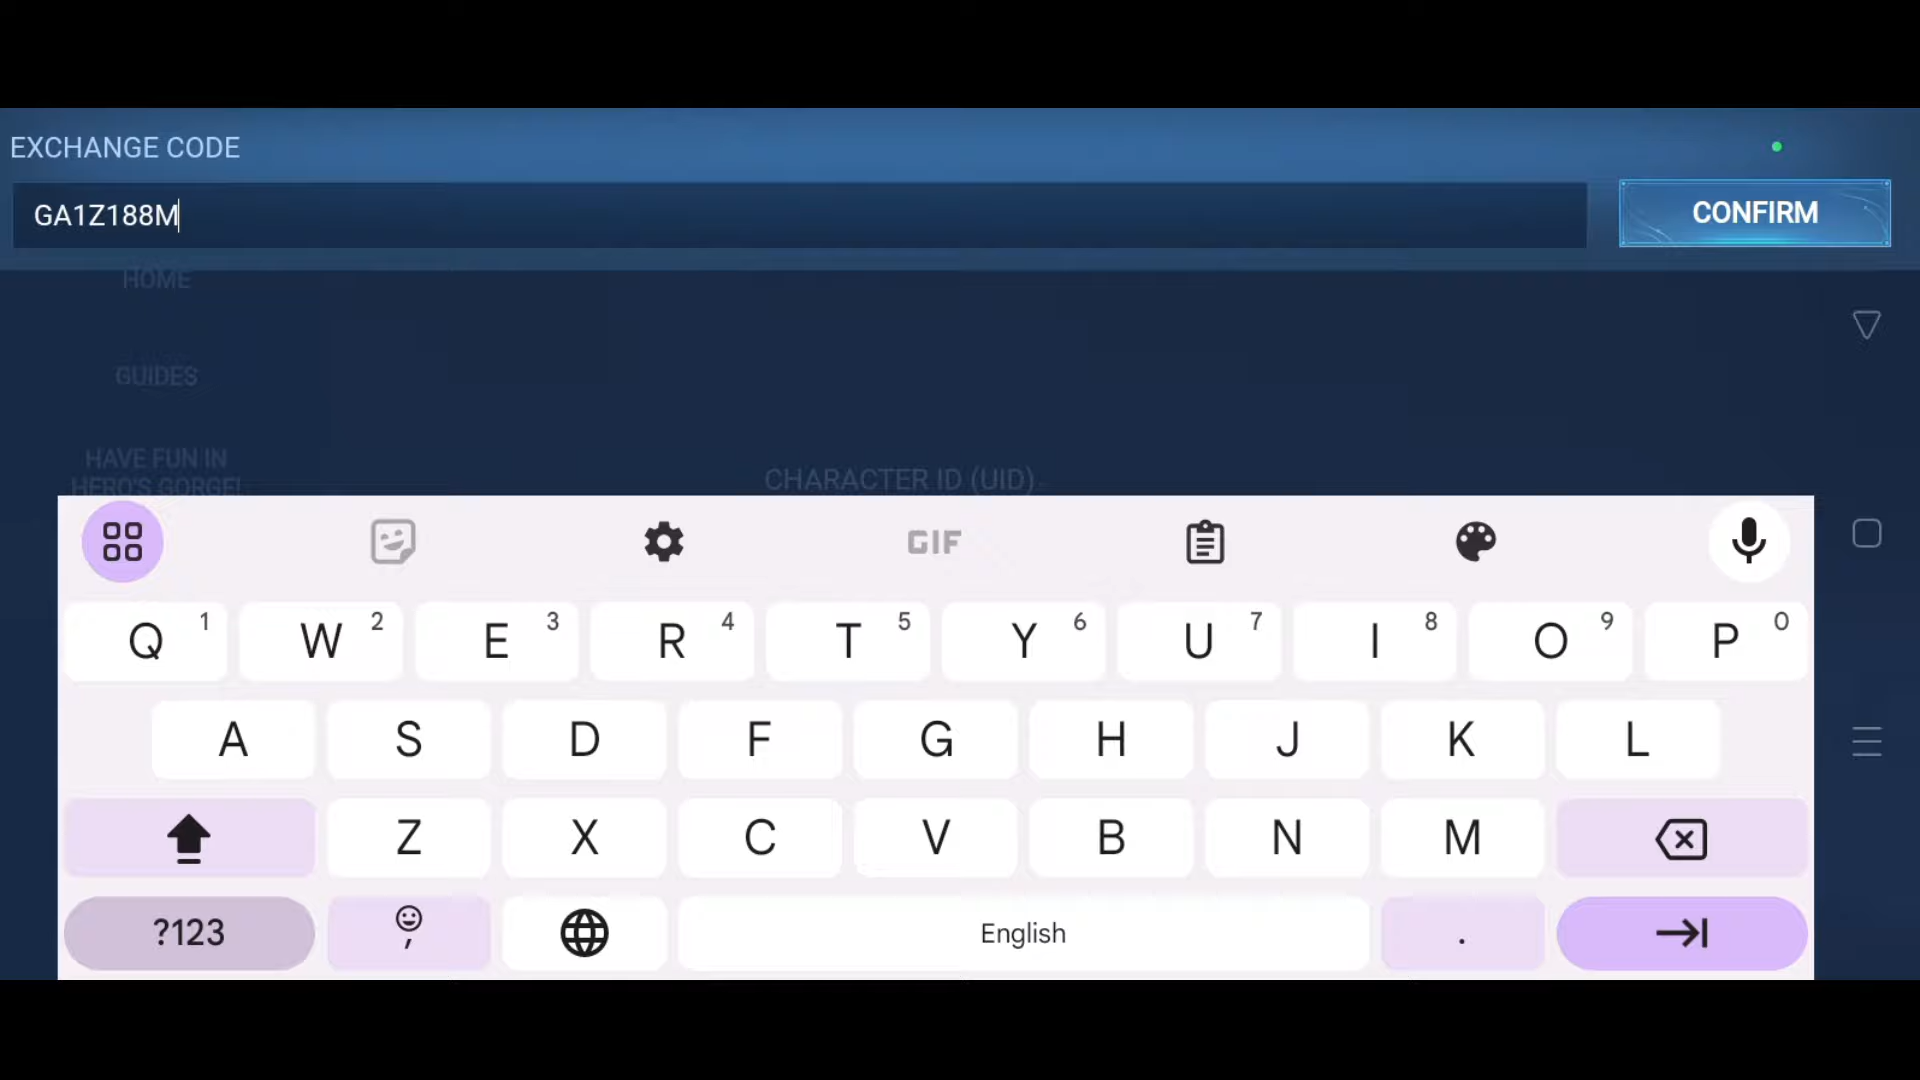 EXCHANGE CODE
GA1Z188M
CONFIRM
HOME
GUIDES
HAVE FUN IN
HERO'S GORGE!
CHARACTER ID (UID)
GIF
Q 1 W 2 E 3 R 4 T 5 Y 6 U 7 I 8 O 9 P 0
A S D F G H J K L
Z X C V B N M
?123 , English .